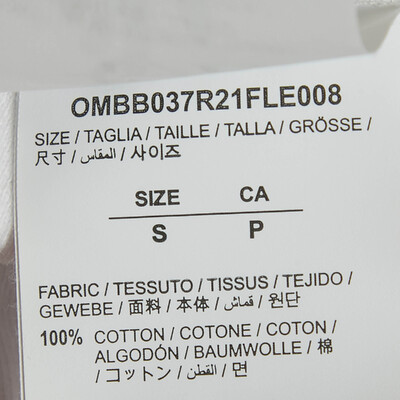 OMBB037R21FLE008
SIZE / TAGLIA / TAILLE / TALLA / GRÖSSE /
尺寸 / المقاس / 사이즈
SIZE CA
S P
FABRIC / TESSUTO / TISSUS / TEJIDO /
GEWEBE / 面料 / 本体 / قماش / 원단
100% COTTON / COTONE / COTON /
ALGODÓN / BAUMWOLLE / 棉
/ コットン / القطن / 면